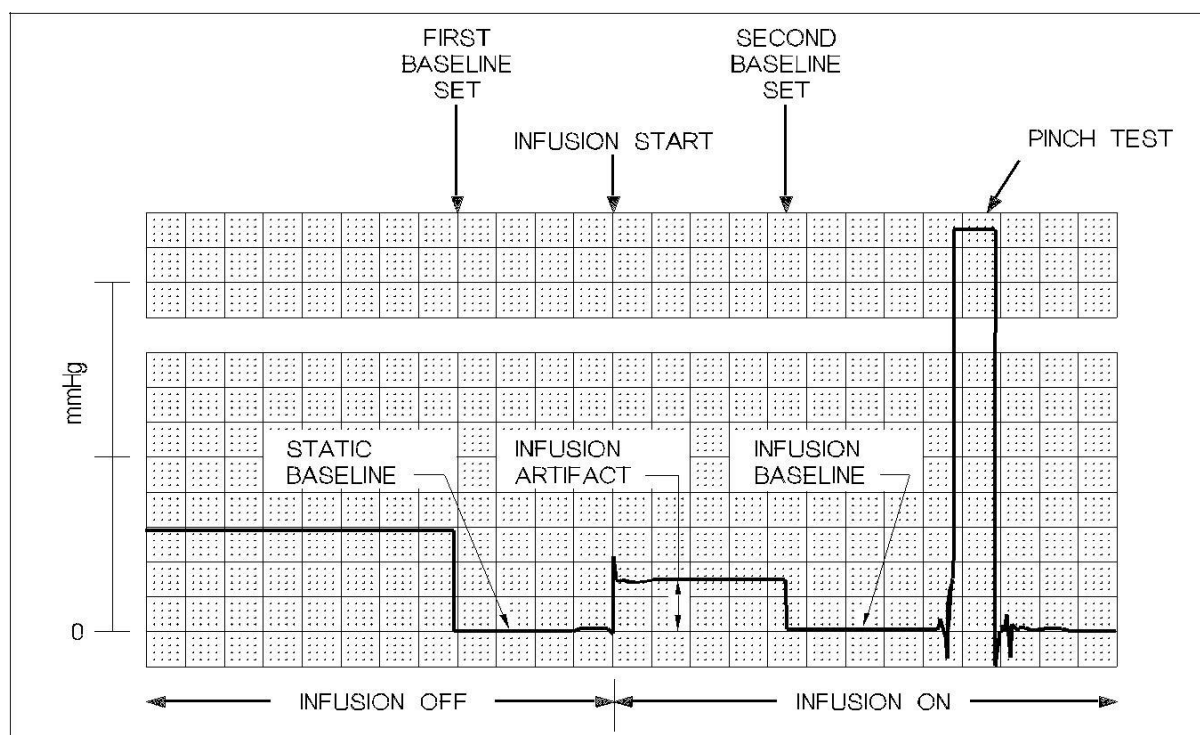 FIRST
BASELINE
SET
INFUSION START
SECOND
BASELINE
SET
PINCH TEST
mmHg
STATIC
BASELINE
INFUSION
ARTIFACT
INFUSION
BASELINE
0
INFUSION OFF
INFUSION ON